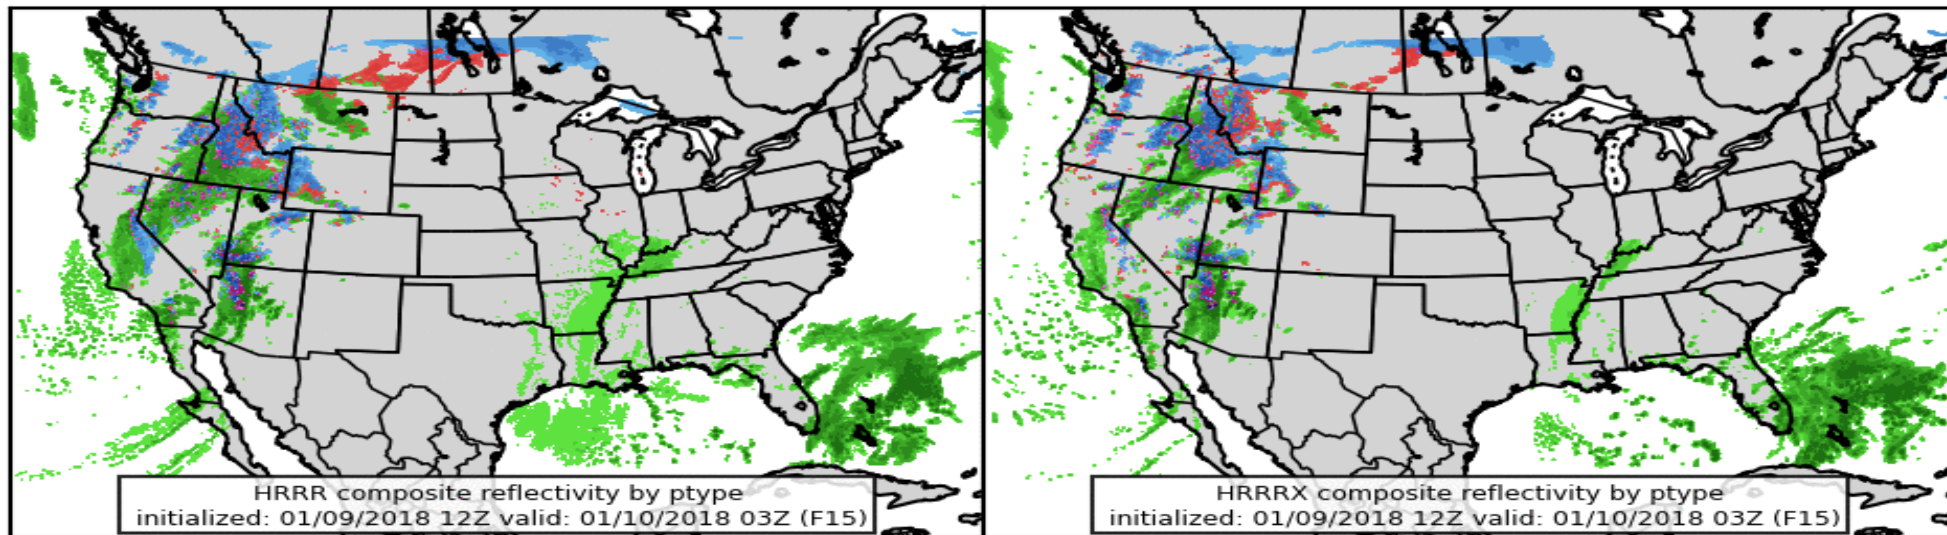 HRRR composite reflectivity by ptype
initialized: 01/09/2018 12Z valid: 01/10/2018 03Z (F15)
HRRRX composite reflectivity by ptype
initialized: 01/09/2018 12Z valid: 01/10/2018 03Z (F15)